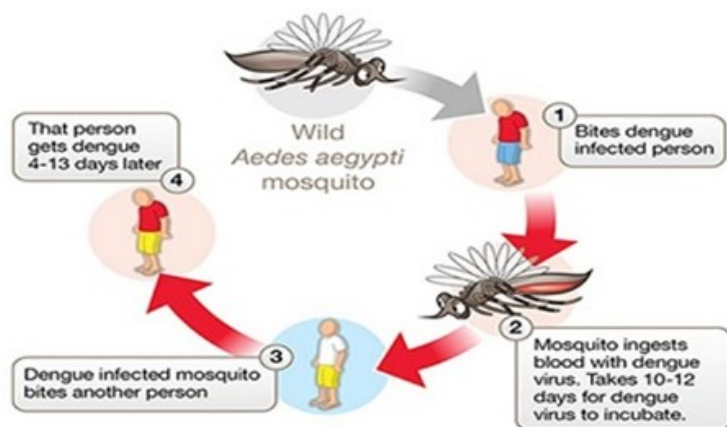 Wild
Aedes aegypti
mosquito
1
Bites dengue
infected person
2
Mosquito ingests
blood with dengue
virus. Takes 10-12
days for dengue
virus to incubate.
3
Dengue infected mosquito
bites another person
4
That person
gets dengue
4-13 days later